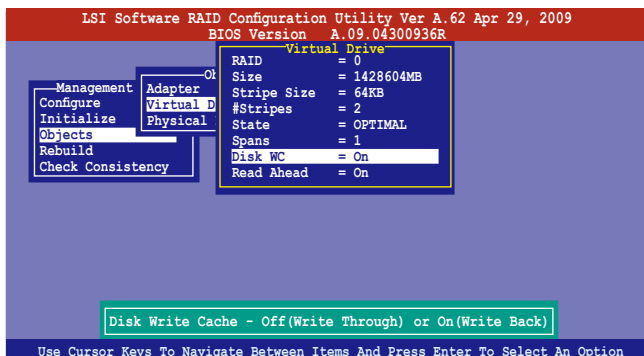 LSI Software RAID Configuration Utility Ver A.62 Apr 29, 2009
BIOS Version A.09.04300936R
Management
Configure
Initialize
Objects
Rebuild
Check Consistency
Ob
Adapter
Virtual D
Physical
Virtual Drive
RAID = 0
Size = 1428604MB
Stripe Size = 64KB
#Stripes = 2
State = OPTIMAL
Spans = 1
Disk WC = On
Read Ahead = On
Disk Write Cache - Off(Write Through) or On(Write Back)
Use Cursor Keys To Navigate Between Items And Press Enter To Select An Option